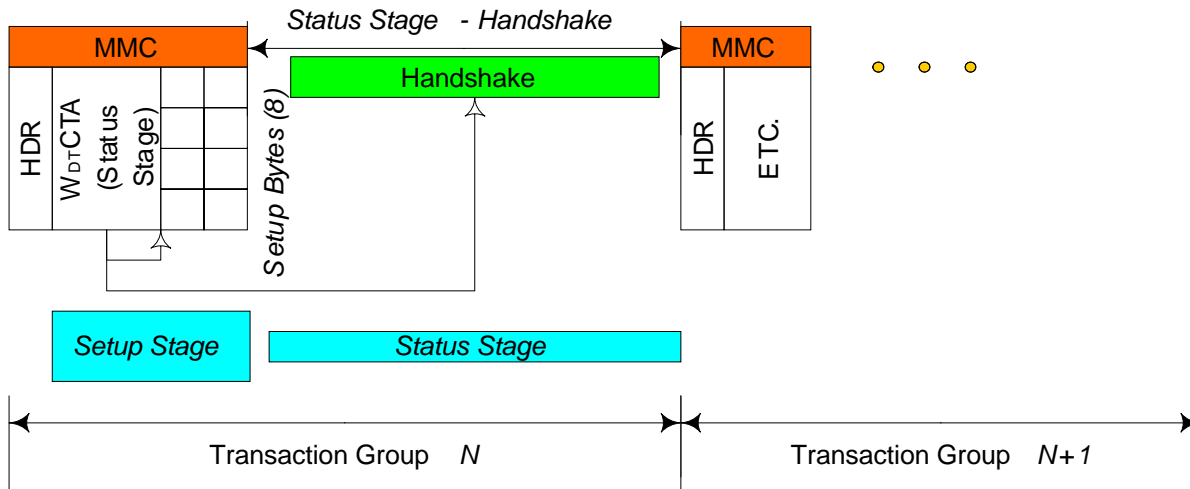 Status Stage - Handshake
MMC
HDR
WDTCTA
(Status
Stage)
Setup Bytes (8)
Handshake
MMC
HDR
ETC.
Setup Stage
Status Stage
Transaction Group N
Transaction Group N+1